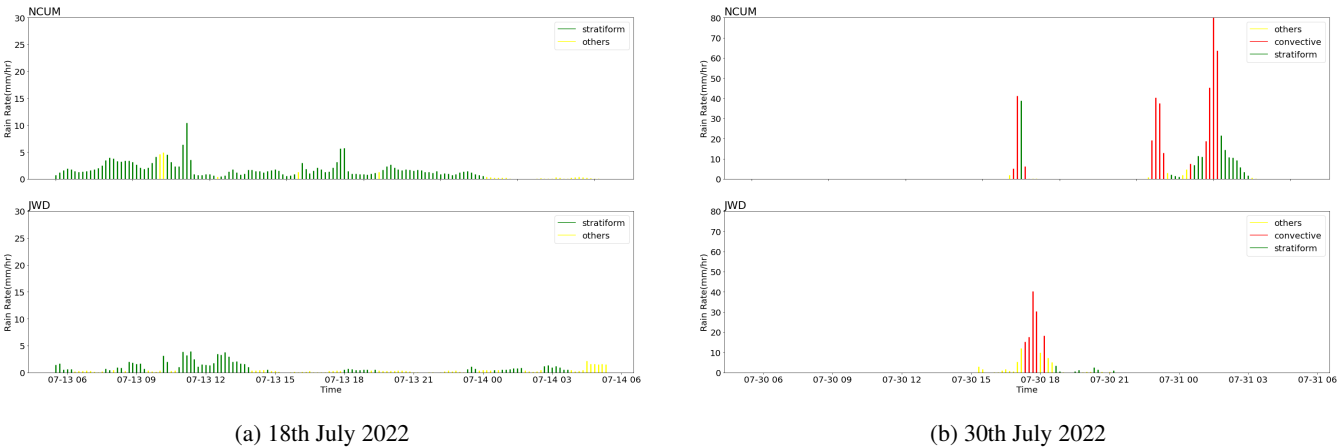 NCUM
30
25
20
15
10
5
0
Rain Rate(mm/hr)
stratiform
others
JWD
30
25
20
15
10
5
0
Rain Rate(mm/hr)
stratiform
others
07-13 06 07-13 09 07-13 12 07-13 15 07-13 18 07-13 21 07-14 00 07-14 03 07-14 06
Time
(a) 18th July 2022
NCUM
80
70
60
50
40
30
20
10
0
Rain Rate(mm/hr)
others
convective
stratiform
JWD
80
70
60
50
40
30
20
10
0
Rain Rate(mm/hr)
others
convective
stratiform
07-30 06 07-30 09 07-30 12 07-30 15 07-30 18 07-30 21 07-31 00 07-31 03 07-31 06
Time
(b) 30th July 2022